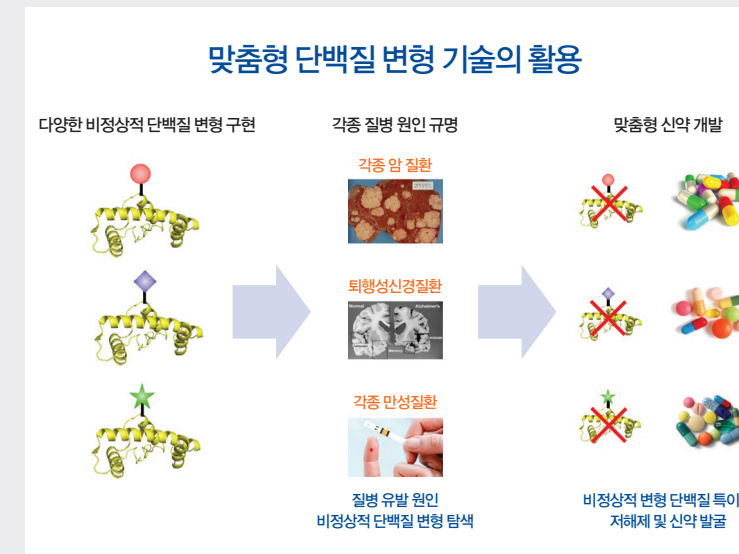 맞춤형 단백질 변형 기술의 활용
다양한 비정상적 단백질 변형 구현
각종 질병 원인 규명
맞춤형 신약 개발
각종 암 질환
퇴행성신경질환
Normal
Alzheimer's
Memory
각종 만성질환
질병 유발 원인
비정상적 단백질 변형 탐색
비정상적 변형 단백질 특이
저해제 및 신약 발굴